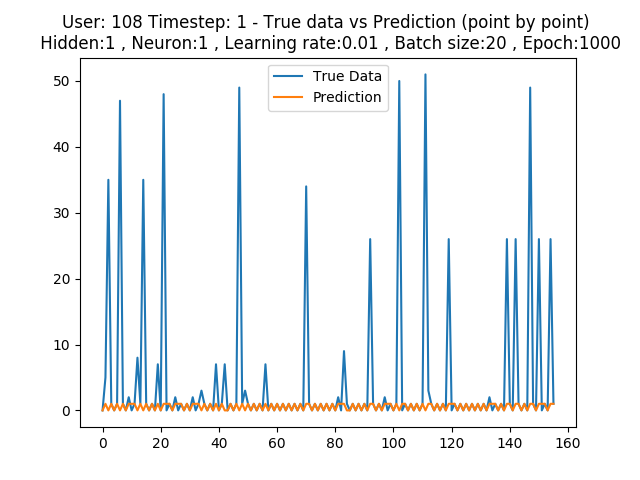 User: 108 Timestep: 1 - True data vs Prediction (point by point)
Hidden:1 , Neuron:1 , Learning rate:0.01 , Batch size:20 , Epoch:1000
True Data
Prediction
50
40
30
20
10
0
0 20 40 60 80 100 120 140 160